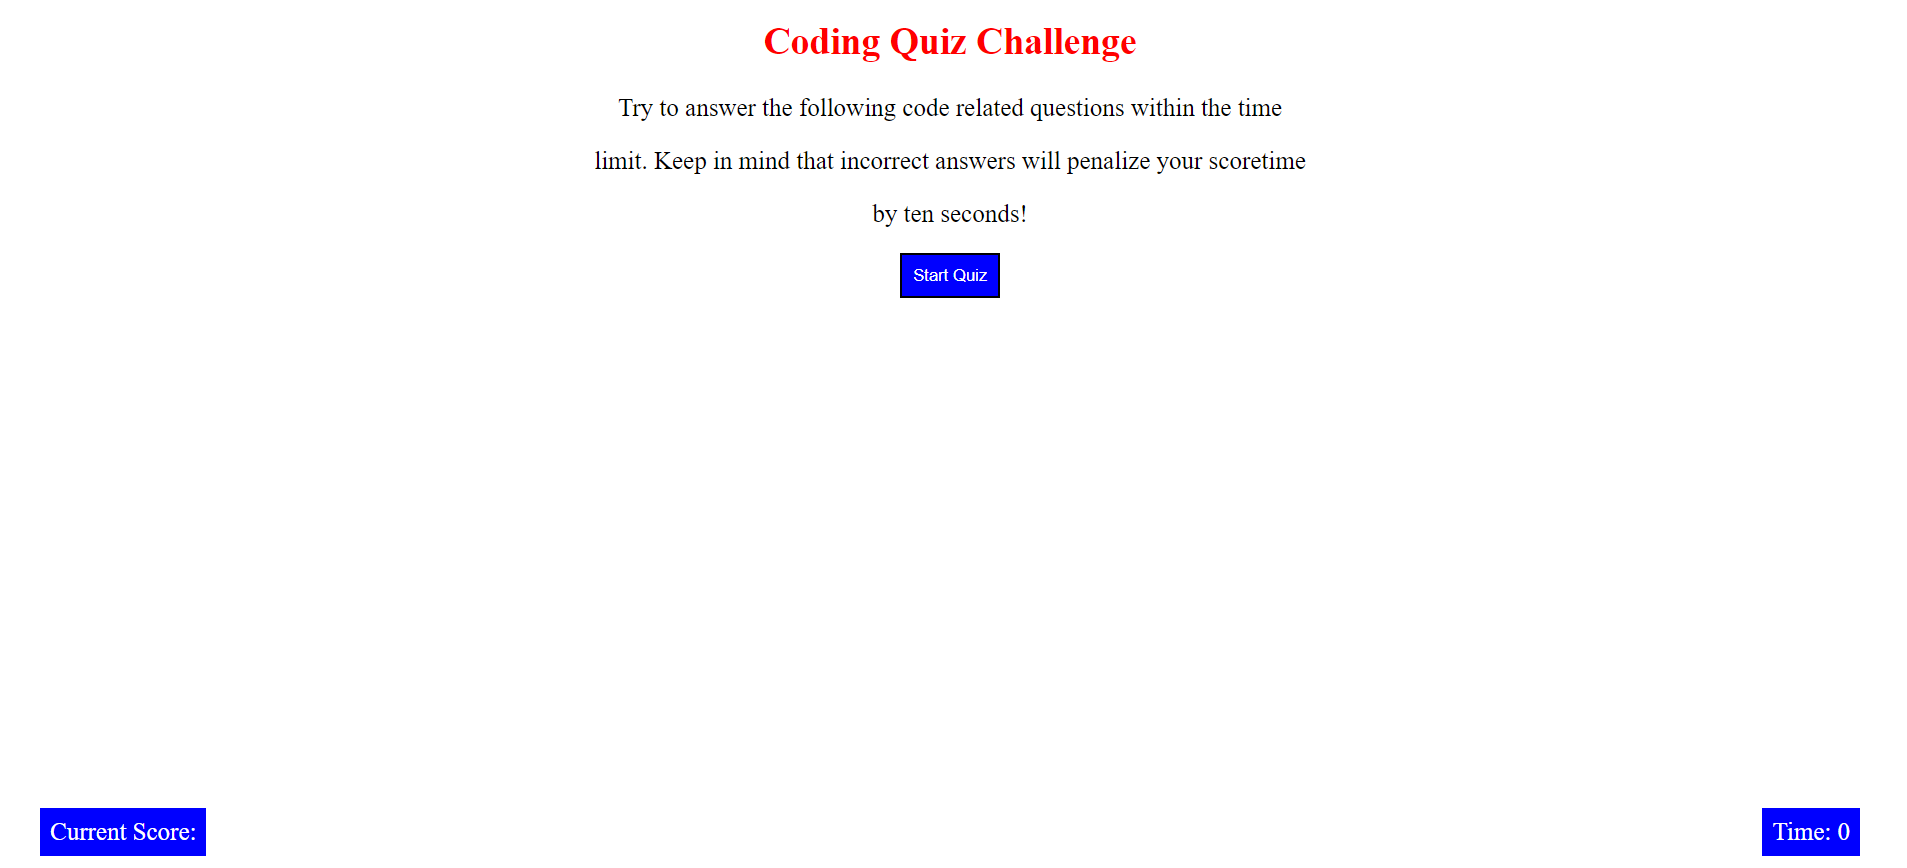 Coding Quiz Challenge
Try to answer the following code related questions within the time
limit. Keep in mind that incorrect answers will penalize your scoretime
by ten seconds!
Start Quiz
Current Score:
Time: 0